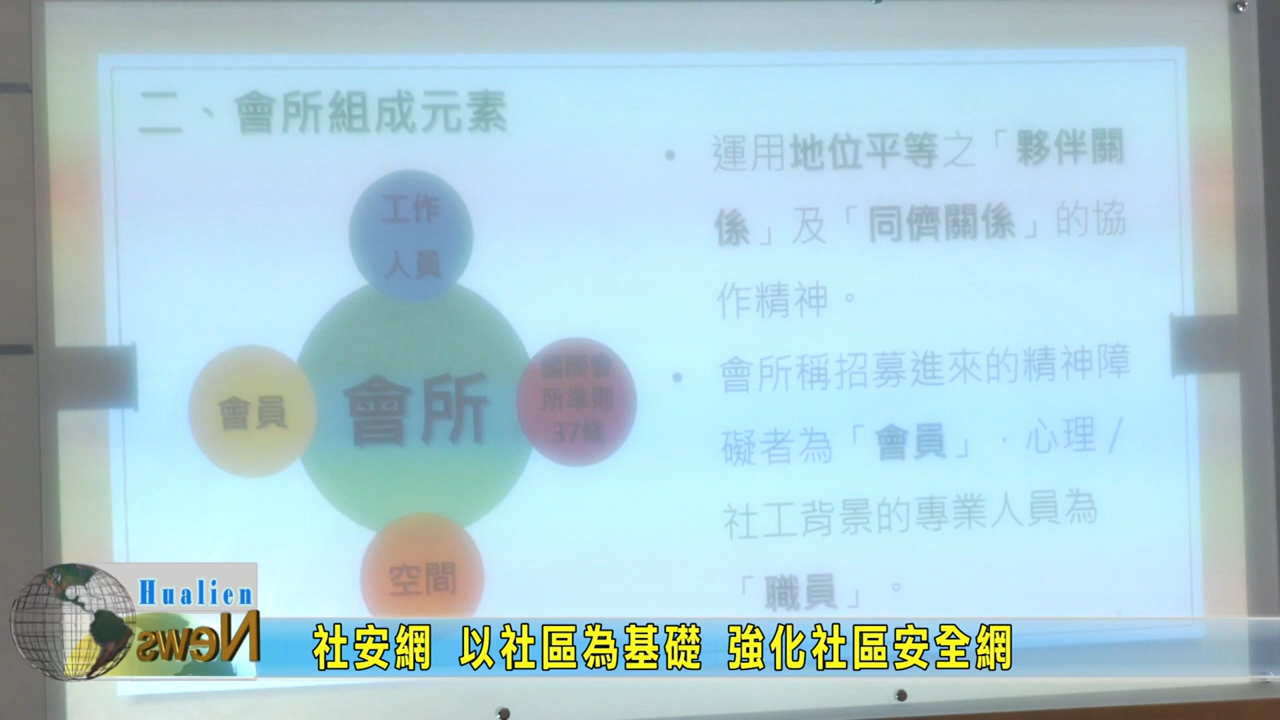 二、會所組成元素
工作
人員
會員
會所
國際會
所準則
37條
空間
• 運用地位平等之「夥伴關
係」及「同儕關係」的協
作精神。
• 會所稱招募進來的精神障
礙者為「會員」，心理/
社工背景的專業人員為
「職員」。
Hualien
News
社安網 以社區為基礎 強化社區安全網